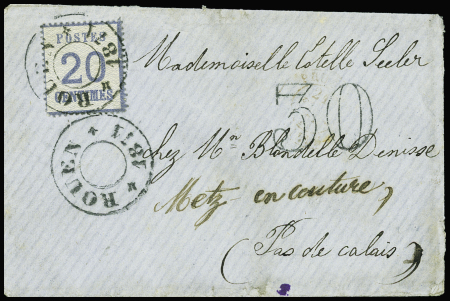 POSTES
20
CENTIMES
1871
ROUEN * 1871 *
Mademoiselle Estelle Seeler
30
chez Mr Blondelle Denisse
Metz en couture,
(Pas de calais)